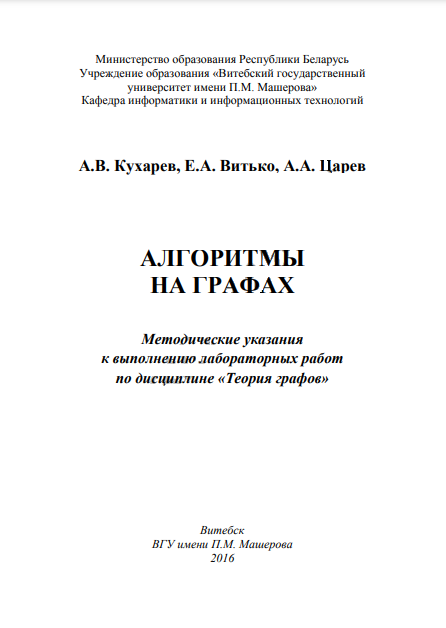 Министерство образования Республики Беларусь
Учреждение образования «Витебский государственный
университет имени П.М. Машерова»
Кафедра информатики и информационных технологий
А.В. Кухарев, Е.А. Витько, А.А. Царев
АЛГОРИТМЫ
НА ГРАФАХ
Методические указания
к выполнению лабораторных работ
по дисциплине «Теория графов»
Витебск
ВГУ имени П.М. Машерова
2016